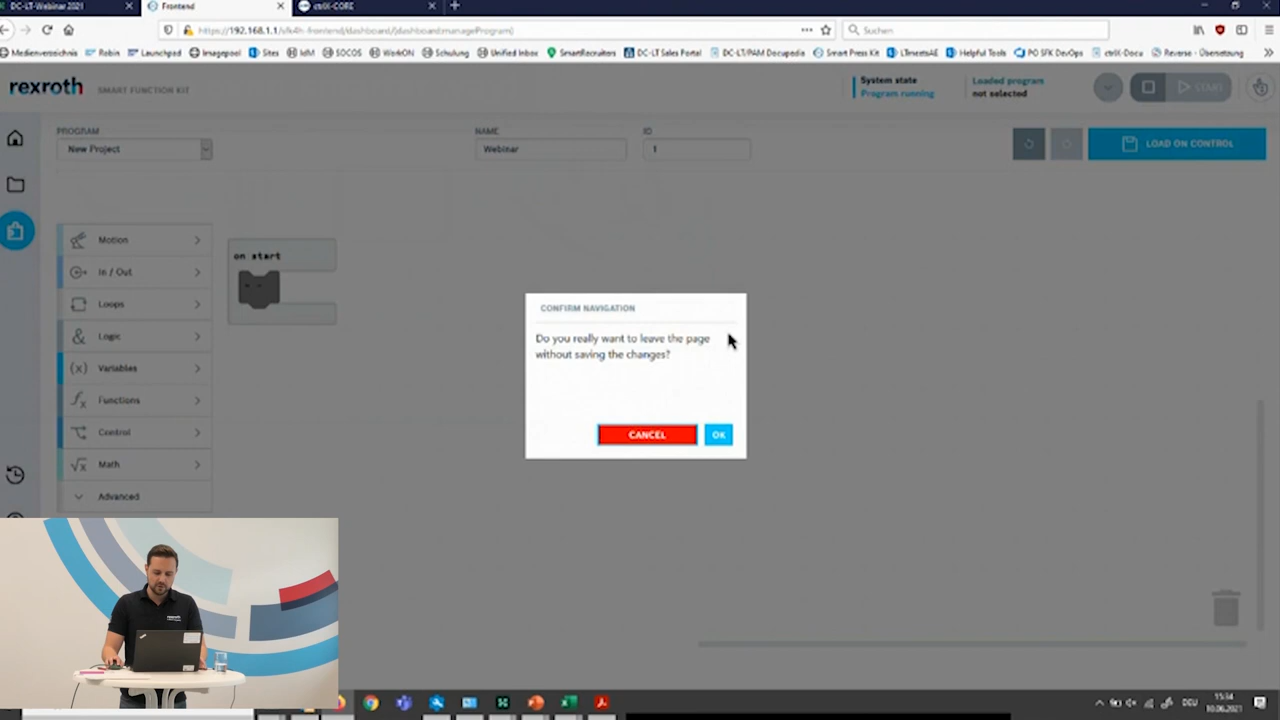 DC-LT-Webinar 2021
Frontend
ctrlX-CORE
https://192.168.1.1/sfk4h-frontend/dashboard/(dashboard:manageProgram)
Suchen
Medienverzeichnis
Robin
Launchpad
Imagepool
Sites
IdM
SOCOS
WorkON
Schulung
Unified Inbox
SmartRecruiters
DC-LT Sales Portal
DC-LT/PAM Docupedia
Smart Press Kit
LTmeetsAE
Helpful Tools
PO SFK DevOps
ctrlX-Docu
Reverse - Übersetzung
rexroth
SMART FUNCTION KIT
System state
Program running
Loaded program
not selected
START
PROGRAM
New Project
NAME
Webinar
ID
1
LOAD ON CONTROL
Motion
In / Out
Loops
Logic
Variables
Functions
Control
Math
Advanced
on start
CONFIRM NAVIGATION
Do you really want to leave the page
without saving the changes?
CANCEL
OK
rexroth
DEU
15:34
10.06.2021